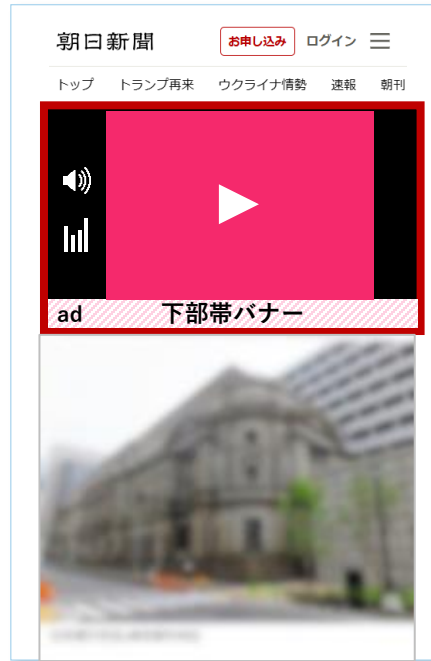 朝日新聞 お申し込み ログイン
トップ トランプ再来 ウクライナ情勢 速報 朝刊
ad 下部帯バナー